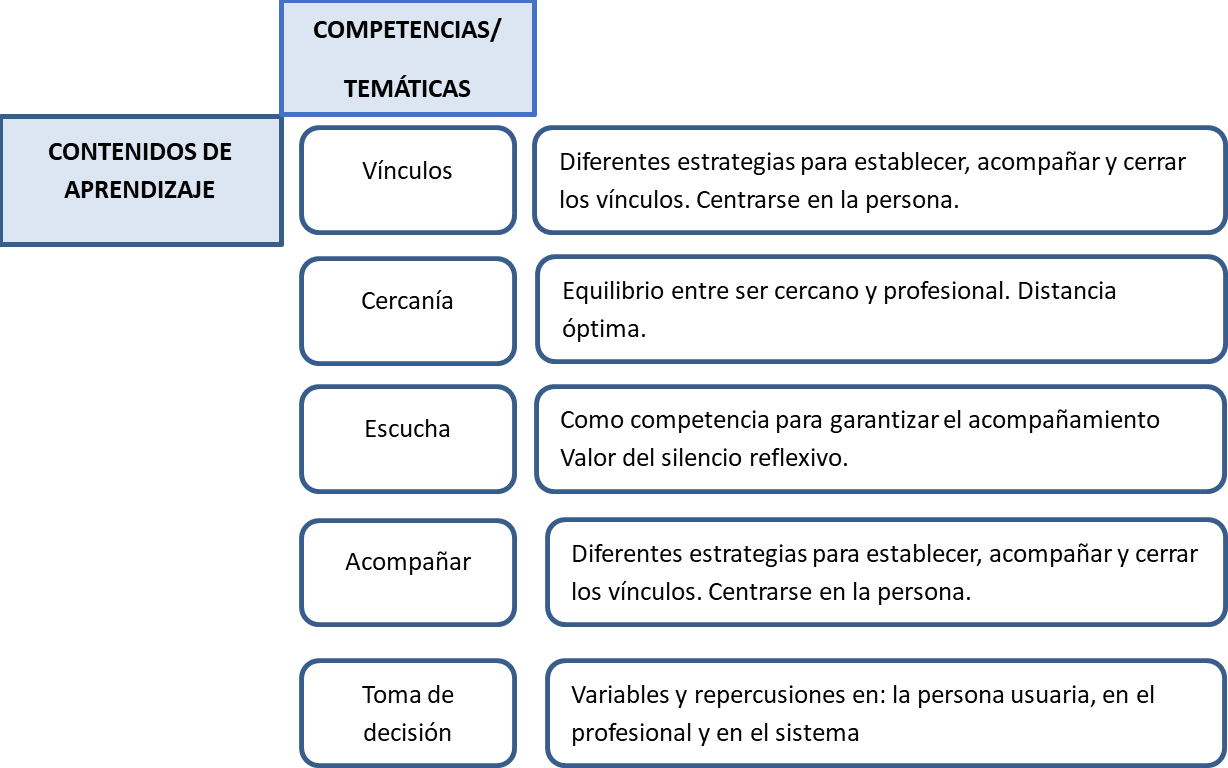 COMPETENCIAS/
TEMÁTICAS
CONTENIDOS DE
APRENDIZAJE
Vínculos
Diferentes estrategias para establecer, acompañar y cerrar
los vínculos. Centrarse en la persona.
Cercanía
Equilibrio entre ser cercano y profesional. Distancia
óptima.
Escucha
Como competencia para garantizar el acompañamiento
Valor del silencio reflexivo.
Acompañar
Diferentes estrategias para establecer, acompañar y cerrar
los vínculos. Centrarse en la persona.
Toma de
decisión
Variables y repercusiones en: la persona usuaria, en el
profesional y en el sistema